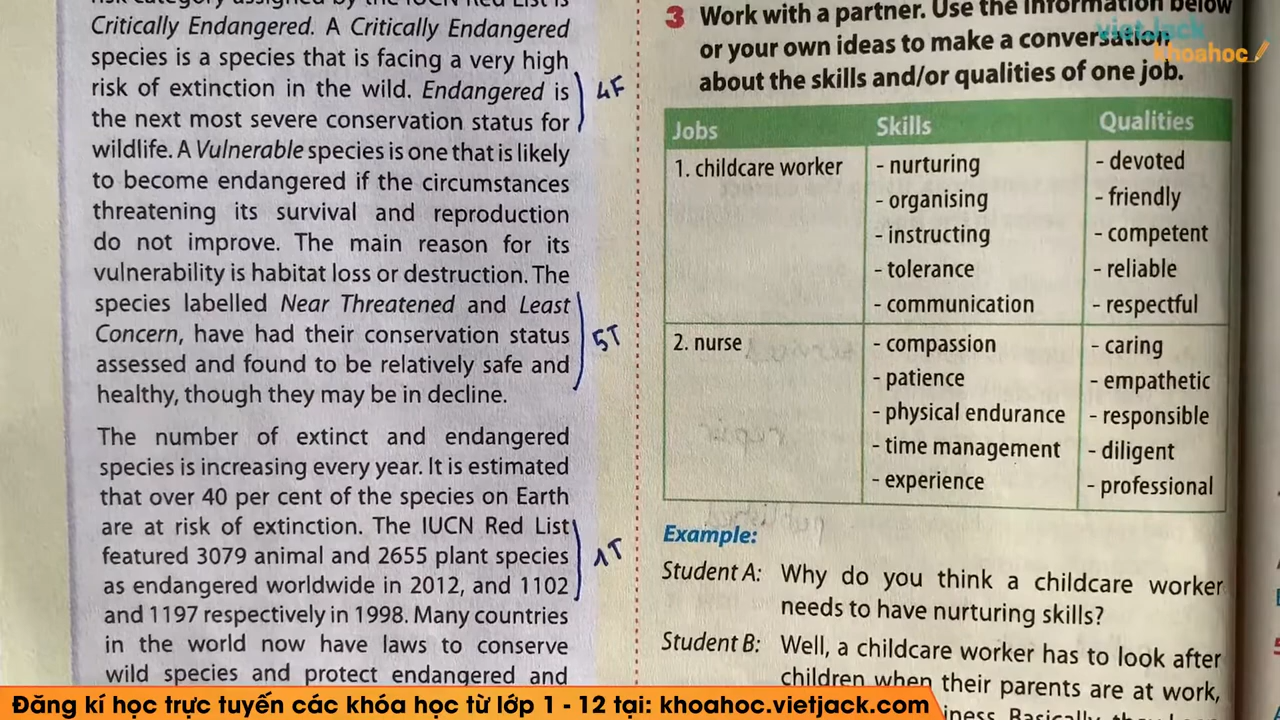 risk category assigned by the IUCN Red List is
Critically Endangered. A Critically Endangered
species is a species that is facing a very high
risk of extinction in the wild. Endangered is
the next most severe conservation status for
wildlife. A Vulnerable species is one that is likely
to become endangered if the circumstances
threatening its survival and reproduction
do not improve. The main reason for its
vulnerability is habitat loss or destruction. The
species labelled Near Threatened and Least
Concern, have had their conservation status
assessed and found to be relatively safe and
healthy, though they may be in decline.
The number of extinct and endangered
species is increasing every year. It is estimated
that over 40 per cent of the species on Earth
are at risk of extinction. The IUCN Red List
featured 3079 animal and 2655 plant species
as endangered worldwide in 2012, and 1102
and 1197 respectively in 1998. Many countries
in the world now have laws to conserve
wild species and protect endangered and
4F
5T
1T
3 Work with a partner. Use the information below
or your own ideas to make a conversation
about the skills and/or qualities of one job.
vietjack
khoahoc
Jobs Skills Qualities
1. childcare worker - nurturing - devoted
- organising - friendly
- instructing - competent
- tolerance - reliable
- communication - respectful
2. nurse - compassion - caring
- patience - empathetic
- physical endurance - responsible
- time management - diligent
- experience - professional
Example:
Student A: Why do you think a childcare worker
needs to have nurturing skills?
Student B: Well, a childcare worker has to look after
children when their parents are at work,
Basically
Đăng kí học trực tuyến các khóa học từ lớp 1 - 12 tại: khoahoc.vietjack.com